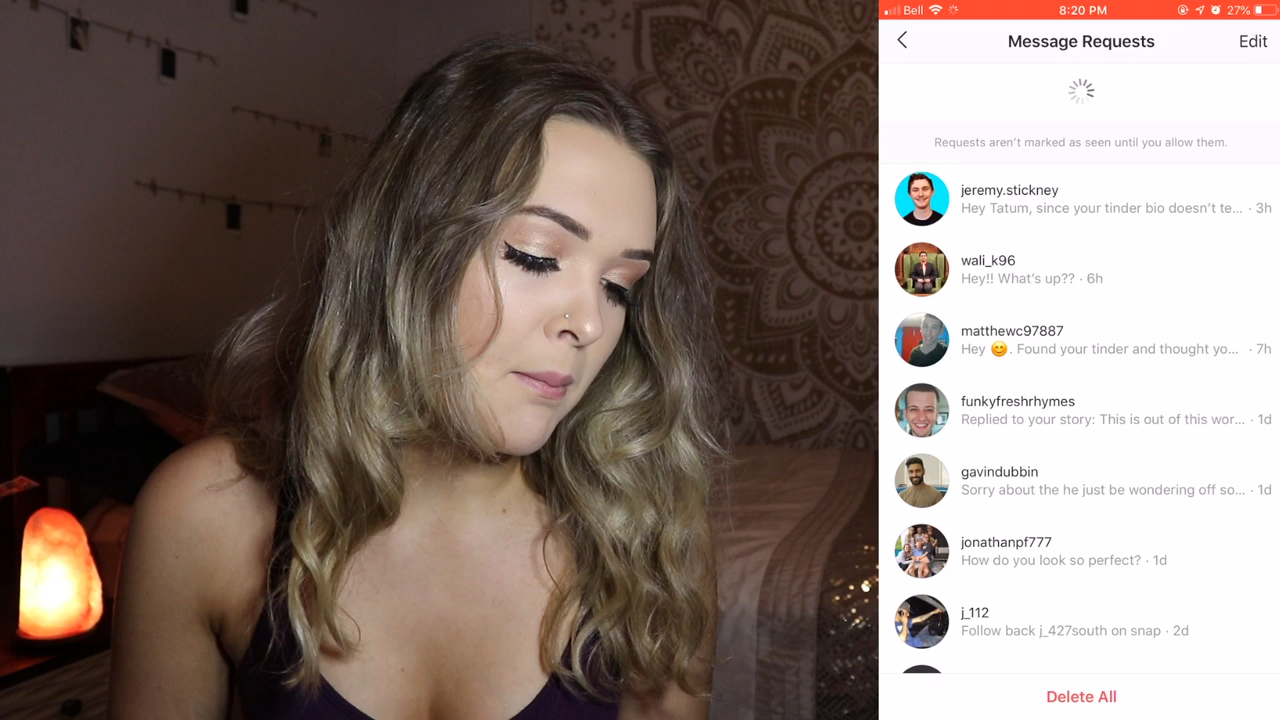 Bell 8:20 PM 27%
Message Requests Edit
Requests aren't marked as seen until you allow them.
jeremy.stickney
Hey Tatum, since your tinder bio doesn't te... · 3h
wali_k96
Hey!! What's up?? · 6h
matthewc97887
Hey 😊. Found your tinder and thought yo... · 7h
funkyfreshrhymes
Replied to your story: This is out of this wor... · 1d
gavindubbin
Sorry about the he just be wondering off so... · 1d
jonathanpf777
How do you look so perfect? · 1d
j_112
Follow back j_427south on snap · 2d
Delete All